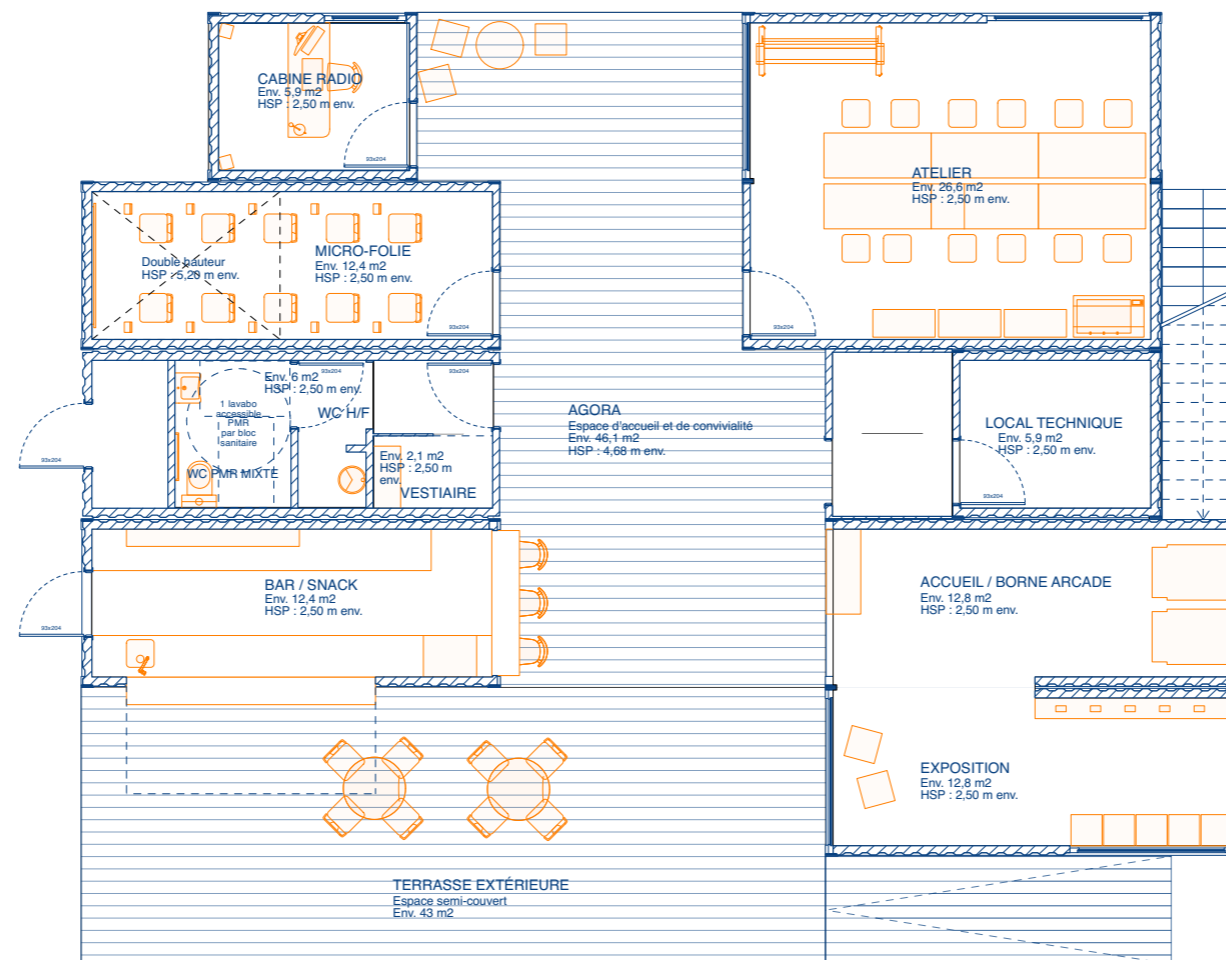 CABINE RADIO
Env. 5,9 m2
HSP : 2,50 m env.
93x204
ATELIER
Env. 26,6 m2
HSP : 2,50 m env.
Double hauteur
HSP : 5,20 m env.
MICRO-FOLIE
Env. 12,4 m2
HSP : 2,50 m env.
93x204
93x204
Env. 6 m2
HSP : 2,50 m env.
93x204
93x204
1 lavabo
accessible
PMR
par bloc
sanitaire
WC H/F
WC PMR MIXTE
Env. 2,1 m2
HSP : 2,50 m
env.
VESTIAIRE
93x204
AGORA
Espace d'accueil et de convivialité
Env. 46,1 m2
HSP : 4,68 m env.
LOCAL TECHNIQUE
Env. 5,9 m2
HSP : 2,50 m env.
93x204
BAR / SNACK
Env. 12,4 m2
HSP : 2,50 m env.
93x204
ACCUEIL / BORNE ARCADE
Env. 12,8 m2
HSP : 2,50 m env.
EXPOSITION
Env. 12,8 m2
HSP : 2,50 m env.
TERRASSE EXTÉRIEURE
Espace semi-couvert
Env. 43 m2